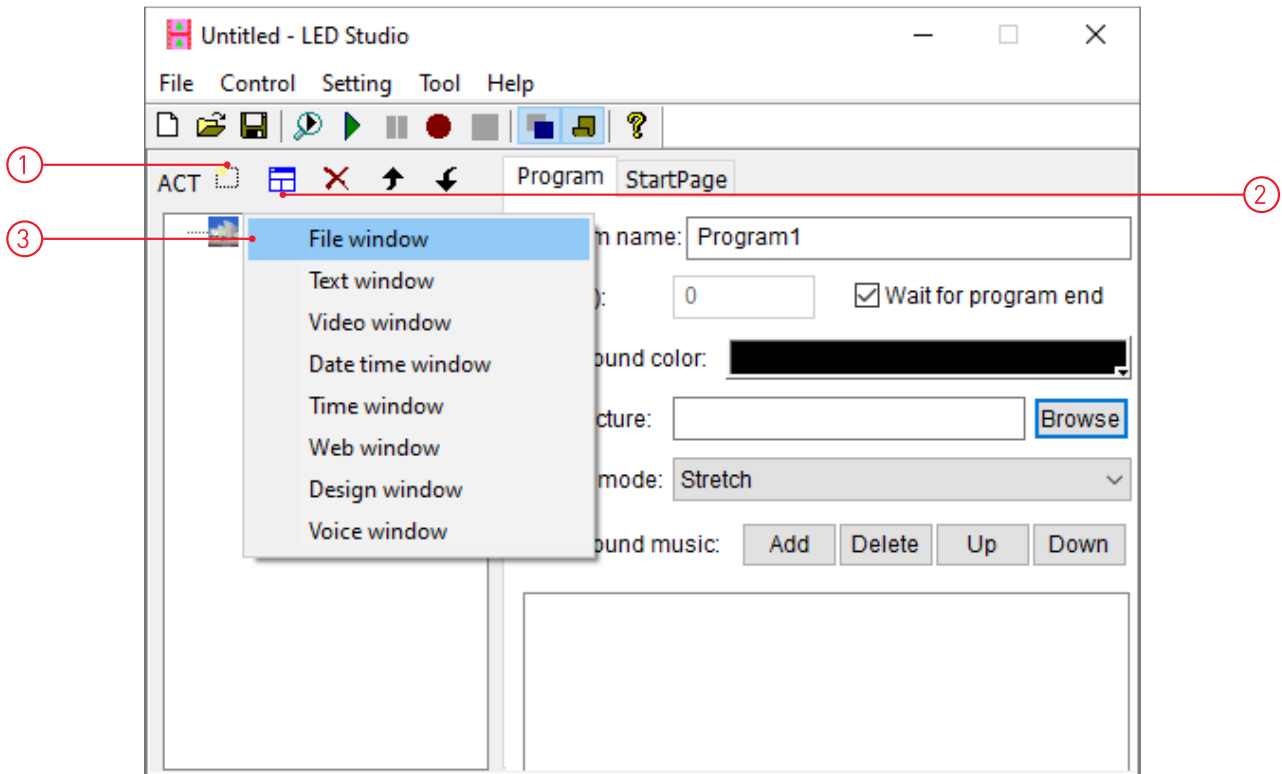 Untitled - LED Studio
File Control Setting Tool Help
1
ACT
Program StartPage
2
3
File window
m name: Program1
Text window
): 0 Wait for program end
Video window
Date time window
ound color:
Time window
cture: Browse
Web window
mode: Stretch
Design window
Voice window
ound music: Add Delete Up Down